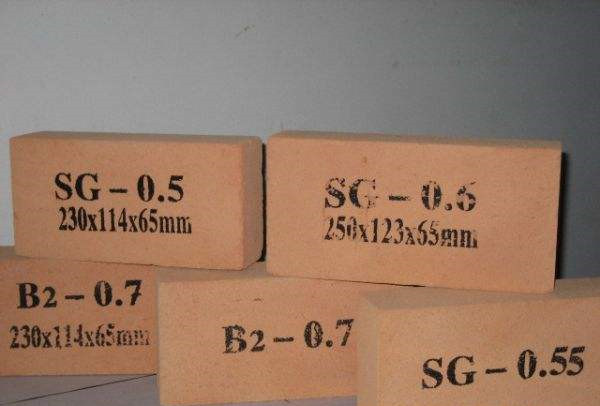 SG – 0.5
230x114x65mm
SG – 0.6
250x123x65mm
B2 – 0.7
230x114x65mm
B2 – 0.7
SG – 0.55